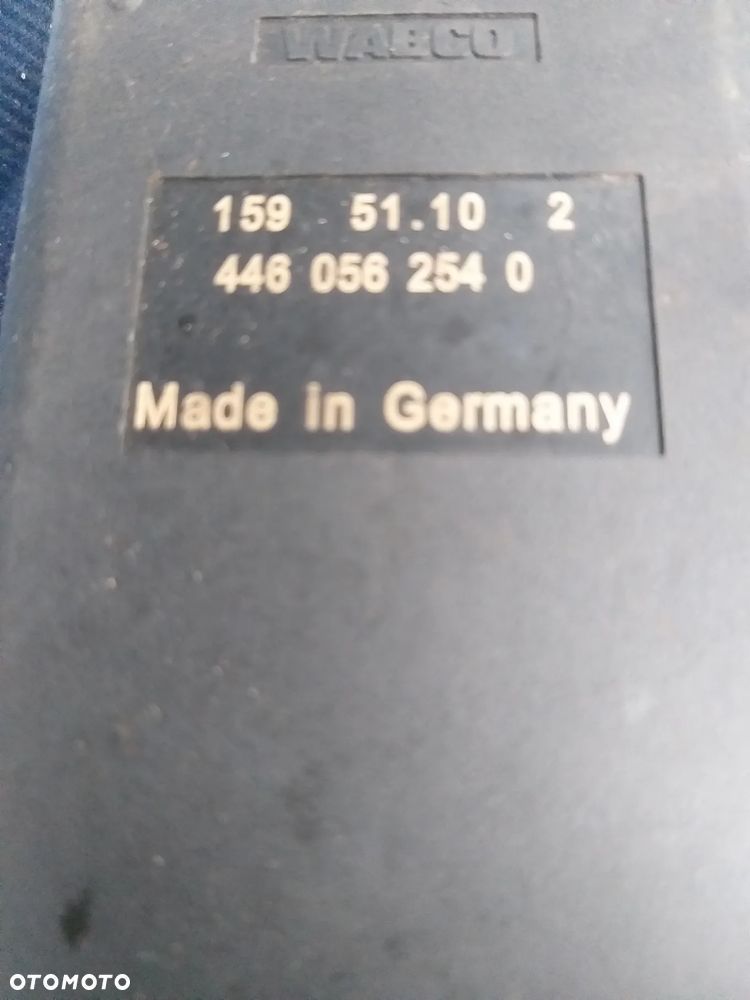 WABCO
159 51.10 2
446 056 254 0
Made in Germany
OTOMOTO